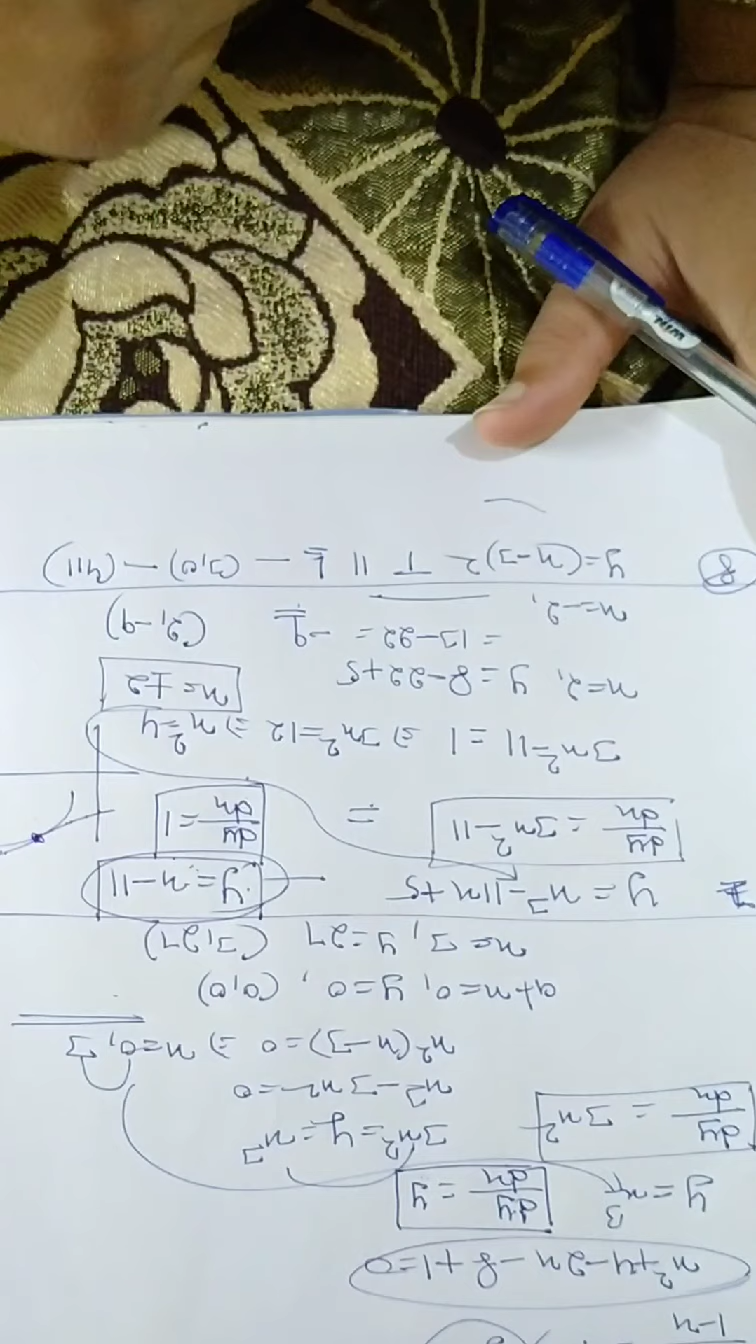 1-x
x²+4-2x-8+1=0
y=x³ dy/dx = y
dy/dx = 3x² 3x²=y=x³
x³-3x²=0
x²(x-3)=0 ⇒ x=0, 3
at x=0, y=0, (0,0)
x=3, y=27 (3,27)
7 y = x³-11x+5 — y=x-11
dy/dx = 3x²-11 = dy/dx = 1
3x²-11 = 1 ⇒ 3x²=12 ⇒ x²=4
x=2, y=8-22+5 x=±2
= 13-22 = -9 (2,-9)
x=-2,
8 y=(x-3)² T || — (3,0) — (4,1)
WIN